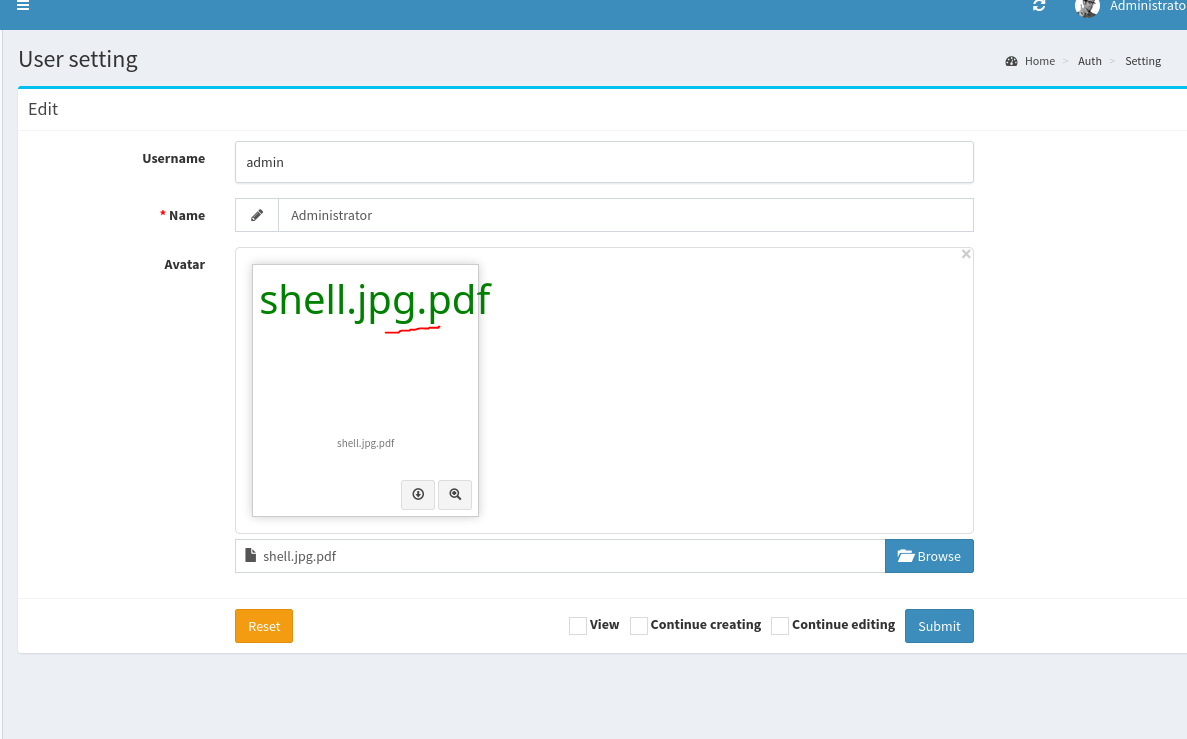 Administrato
User setting
Home > Auth > Setting
Edit
Username
admin
* Name
Administrator
Avatar
×
shell.jpg.pdf
shell.jpg.pdf
shell.jpg.pdf
Browse
Reset
View
Continue creating
Continue editing
Submit